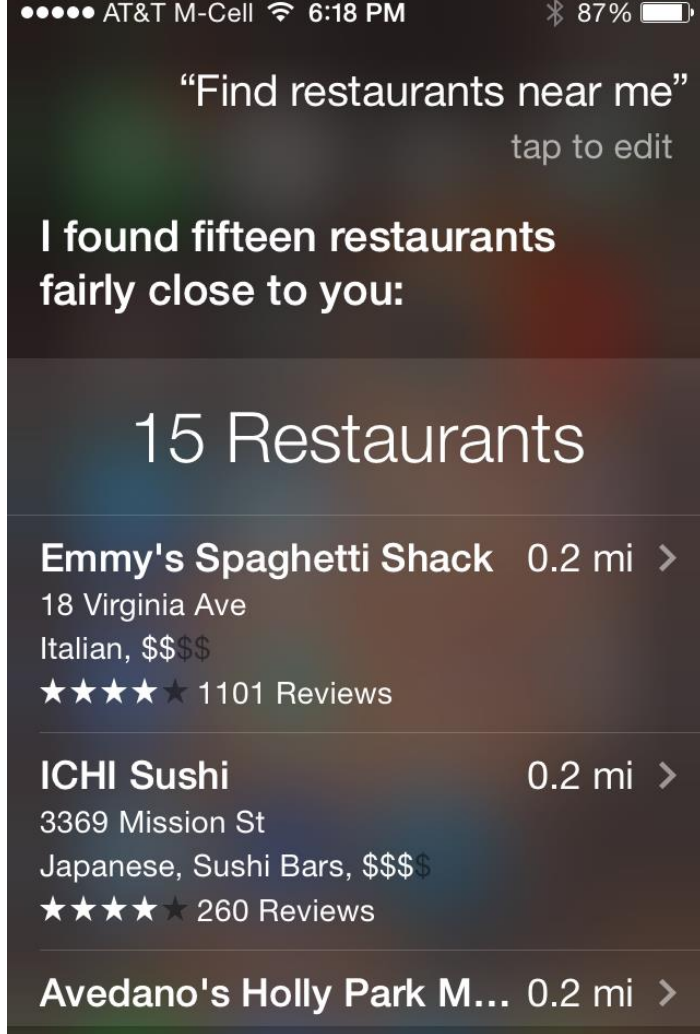 AT&T M-Cell 6:18 PM 87%
“Find restaurants near me”
tap to edit
I found fifteen restaurants
fairly close to you:
15 Restaurants
Emmy's Spaghetti Shack 0.2 mi
18 Virginia Ave
Italian, $$$$
★★★★★ 1101 Reviews
ICHI Sushi 0.2 mi
3369 Mission St
Japanese, Sushi Bars, $$$$
★★★★★ 260 Reviews
Avedano's Holly Park M... 0.2 mi